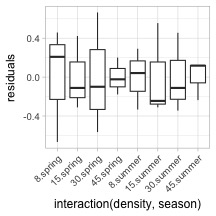 residuals
0.4
0.0
-0.4
8.spring
15.spring
30.spring
45.spring
8.summer
15.summer
30.summer
45.summer
interaction(density, season)